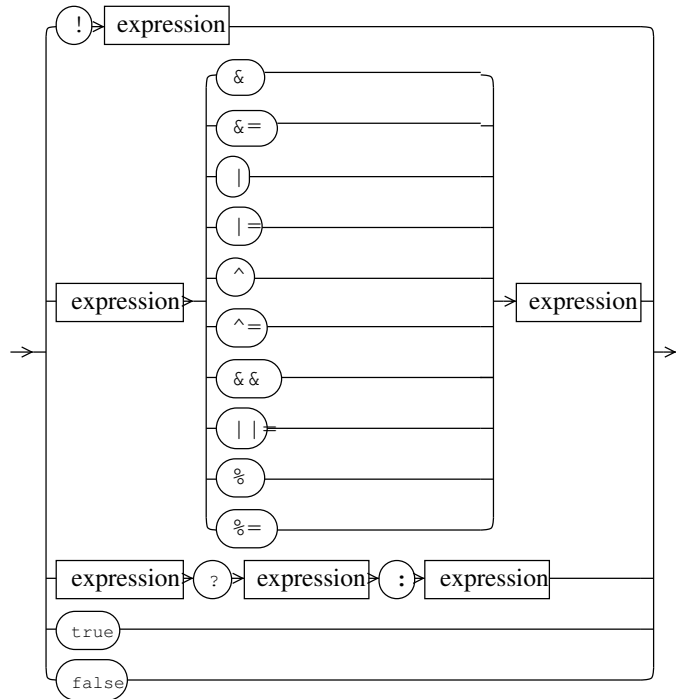 ! expression
&
&=
|
|=
^
expression expression
^=
&&
||=
%
%=
expression ? expression : expression
true
false